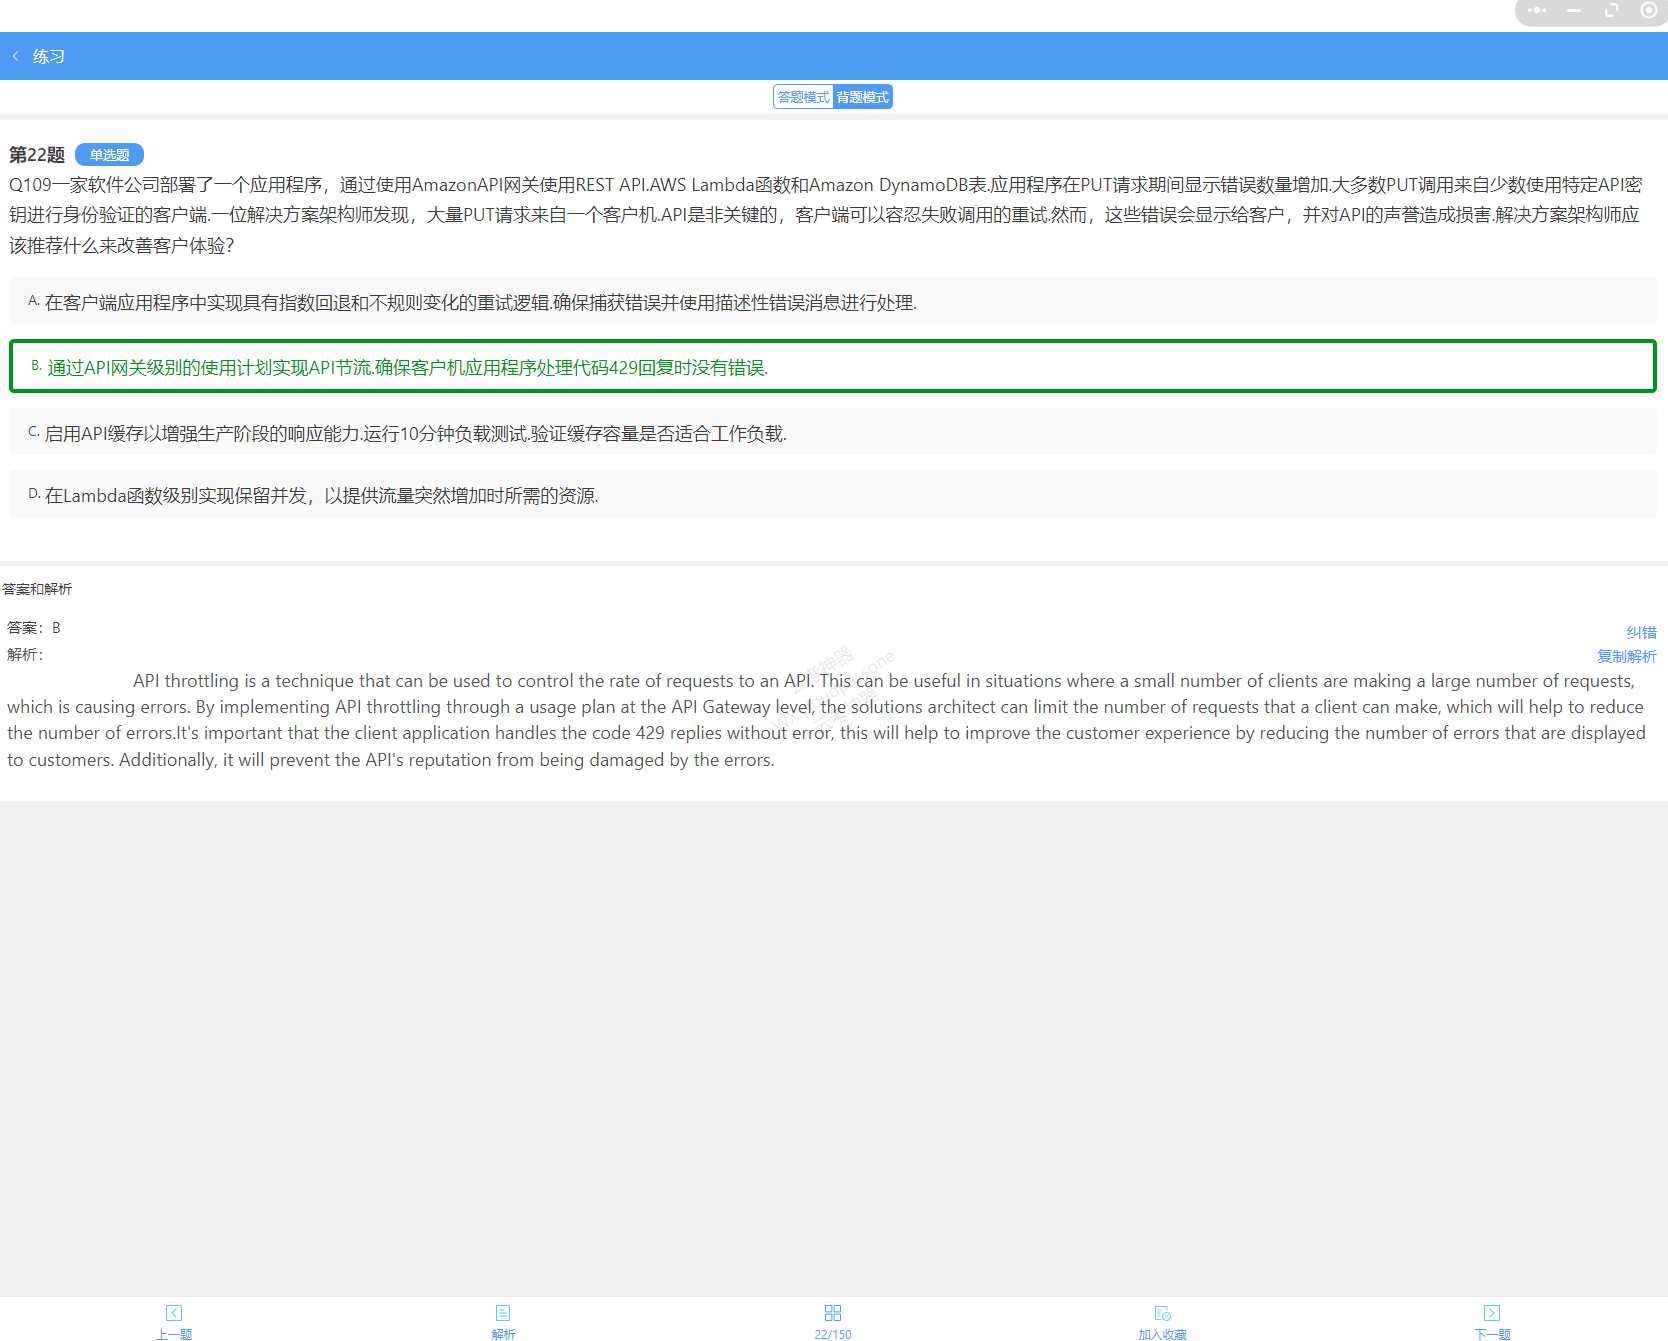 练习
答题模式 背题模式
第22题 单选题
Q109一家软件公司部署了一个应用程序，通过使用AmazonAPI网关使用REST API.AWS Lambda函数和Amazon DynamoDB表.应用程序在PUT请求期间显示错误数量增加.大多数PUT调用来自少数使用特定API密
钥进行身份验证的客户端.一位解决方案架构师发现，大量PUT请求来自一个客户机.API是非关键的，客户端可以容忍失败调用的重试.然而，这些错误会显示给客户，并对API的声誉造成损害.解决方案架构师应
该推荐什么来改善客户体验？
A. 在客户端应用程序中实现具有指数回退和不规则变化的重试逻辑.确保捕获错误并使用描述性错误消息进行处理.
B. 通过API网关级别的使用计划实现API节流.确保客户机应用程序处理代码429回复时没有错误.
C. 启用API缓存以增强生产阶段的响应能力.运行10分钟负载测试.验证缓存容量是否适合工作负载.
D. 在Lambda函数级别实现保留并发，以提供流量突然增加时所需的资源.
答案和解析
答案：B
纠错
解析：
复制解析
API throttling is a technique that can be used to control the rate of requests to an API. This can be useful in situations where a small number of clients are making a large number of requests,
which is causing errors. By implementing API throttling through a usage plan at the API Gateway level, the solutions architect can limit the number of requests that a client can make, which will help to reduce
the number of errors.It's important that the client application handles the code 429 replies without error, this will help to improve the customer experience by reducing the number of errors that are displayed
to customers. Additionally, it will prevent the API's reputation from being damaged by the errors.
上一题 解析 22/150 加入收藏 下一题